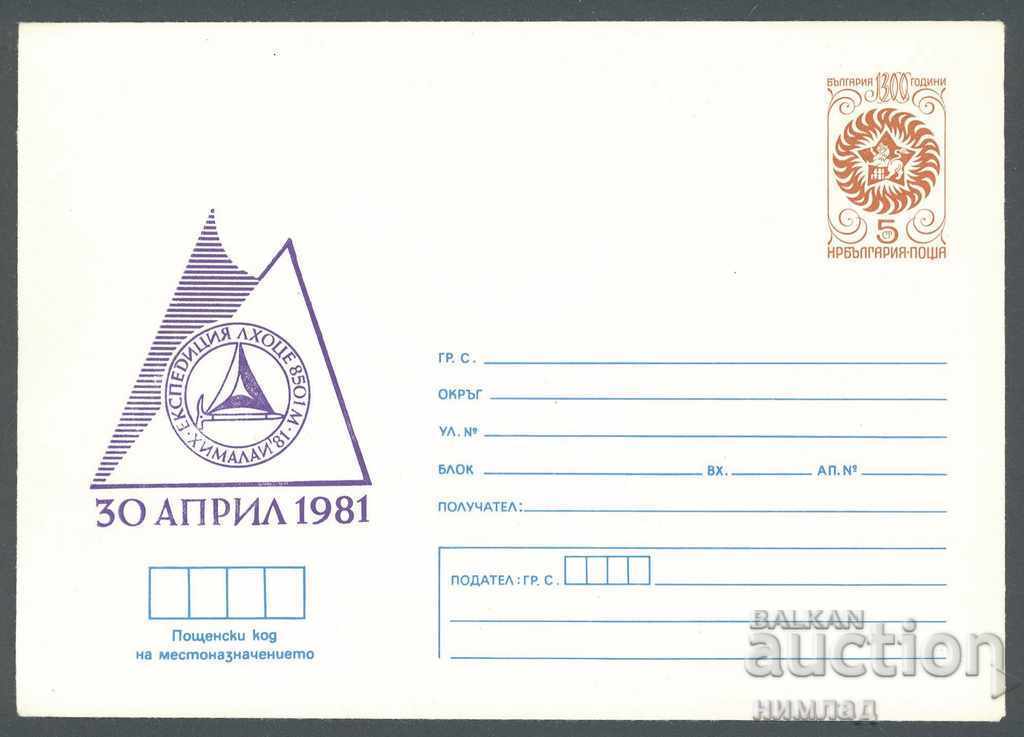 БЪЛГАРИЯ 1300 ГОДИНИ
5 СТ
НРБЪЛГАРИЯ·ПОЩА
ЕКСПЕДИЦИЯ ЛХОЦЕ 8501 М · ХИМАЛАИ '81 ·
30 АПРИЛ 1981
ГР. С.
ОКРЪГ
УЛ. №
БЛОК ВХ. АП. №
ПОЛУЧАТЕЛ:
ПОДАТЕЛ: ГР. С.
Пощенски код
на местоназначението
BALKAN
auction
НИМЛАД